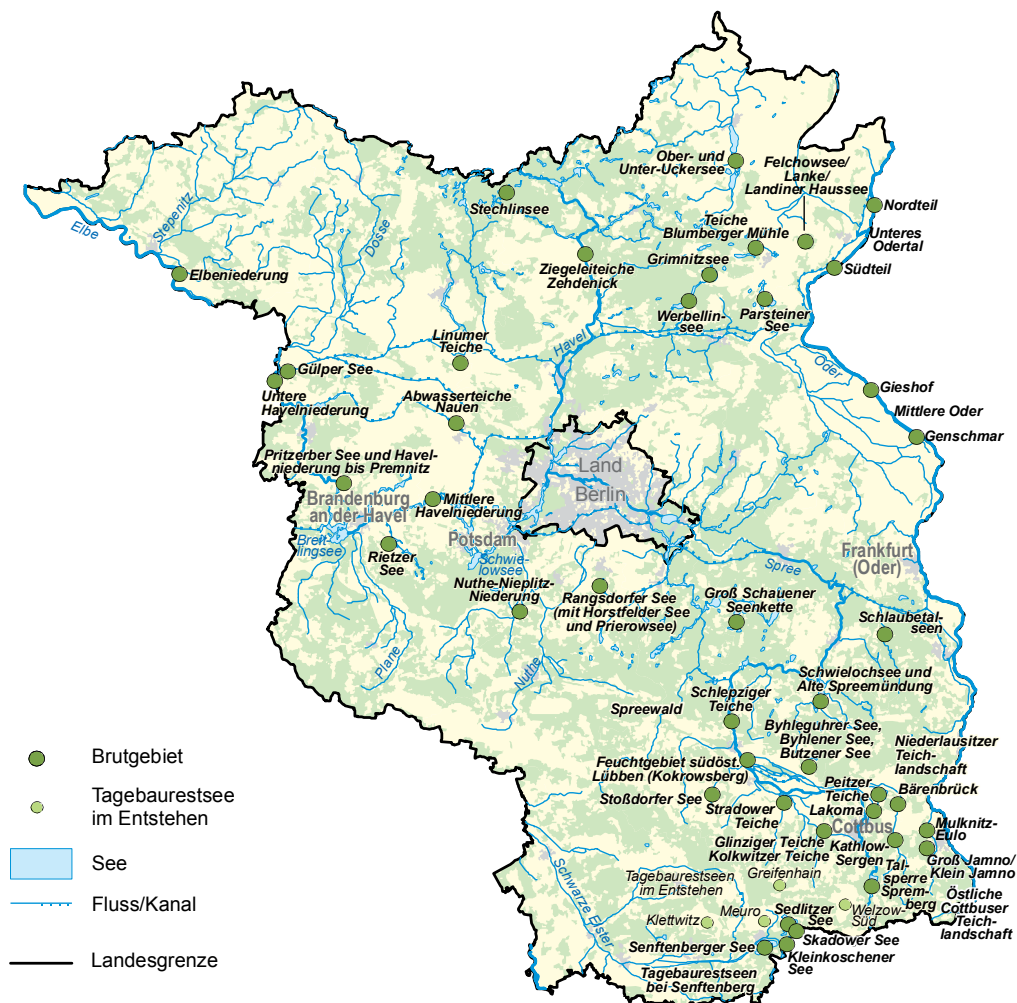 Ober- und
Unter-Uckersee
Felchowsee/
Lanke/
Landiner Haussee
Stechlinsee
Nordteil
Unteres
Odertal
Südteil
Teiche
Blumberger Mühle
Grimnitzsee
Ziegeleiteiche
Zehdenick
Werbellin-
see
Parsteiner
See
Elbe
Stepenitz
Dosse
Elbeniederung
Linumer
Teiche
Havel
Oder
Gülper See
Untere
Havelniederung
Abwasserteiche
Nauen
Gieshof
Mittlere Oder
Genschmar
Pritzerber See und Havel-
niederung bis Premnitz
Land
Berlin
Brandenburg
an der Havel
Mittlere
Havelniederung
Potsdam
Breit-
lingsee
Rietzer
See
Schwie-
lowsee
Frankfurt
(Oder)
Spree
Nuthe-Nieplitz-
Niederung
Rangsdorfer See
(mit Horstfelder See
und Prierowsee)
Groß Schauener
Seenkette
Schlaubetal-
seen
Plane
Nuthe
Schwielochsee und
Alte Spreemündung
Schlepziger
Teiche
Spreewald
Byhleguhrer See,
Byhlener See,
Butzener See
Niederlausitzer
Teich-
landschaft
Feuchtgebiet südöst.
Lübben (Kokrowsberg)
Stoßdorfer See
Stradower
Teiche
Peitzer
Teiche
Lakoma
Bärenbrück
Cottbus
Mulknitz-
Eulo
Glinziger Teiche
Kolkwitzer Teiche
Kathlow-
Sergen
Groß Jamno/
Klein Jamno
Tal-
sperre
Sprem-
berg
Östliche
Cottbuser
Teich-
landschaft
Schwarze Elster
Tagebaurestseen
im Entstehen
Greifenhain
Klettwitz
Meuro
Welzow-
Süd
Sedlitzer
See
Skadower See
Senftenberger See
Kleinkoschener
See
Tagebaurestseen
bei Senftenberg
Brutgebiet
Tagebaurestsee
im Entstehen
See
Fluss/Kanal
Landesgrenze